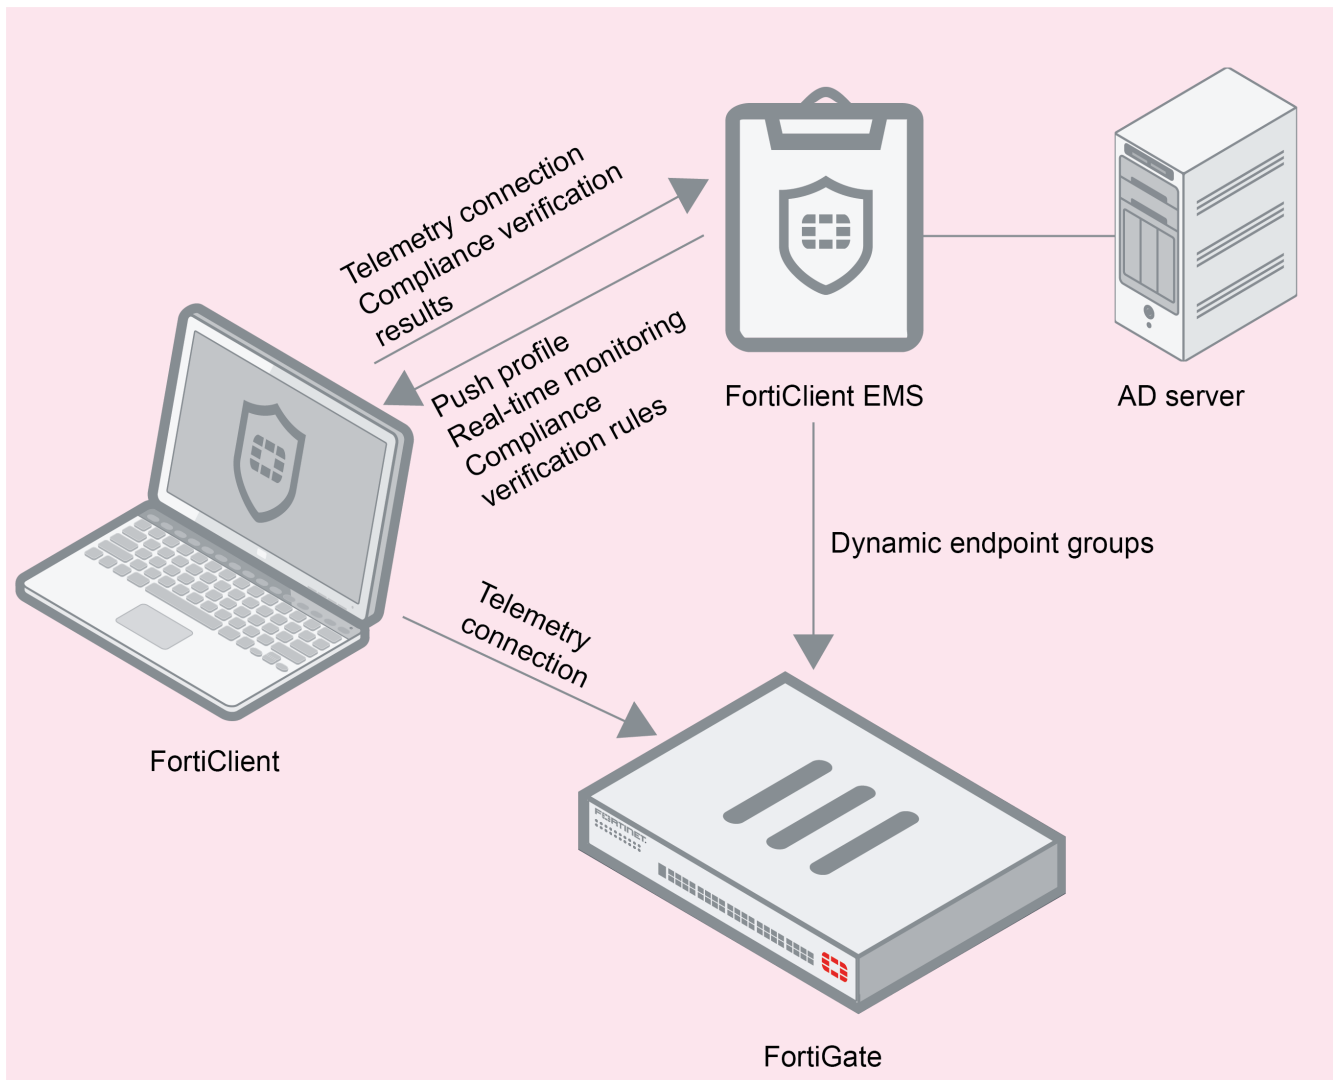 Telemetry connection
Compliance verification
results
Push profile
Real-time monitoring
Compliance
verification rules
FortiClient EMS
AD server
Dynamic endpoint groups
Telemetry
connection
FortiClient
FORTINET
FortiGate